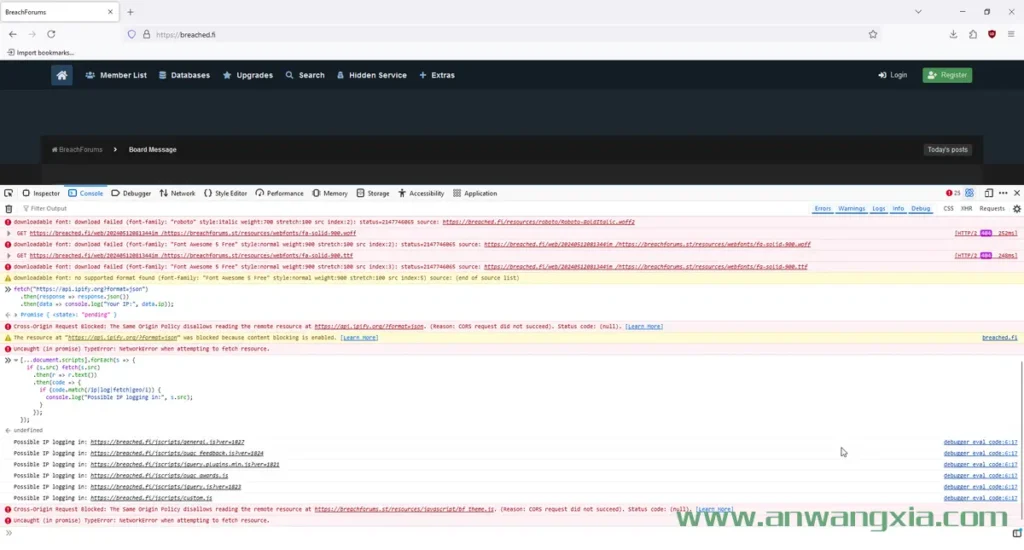 BreachForums
https://breached.fi
Import bookmarks...
Member List Databases Upgrades Search Hidden Service Extras Login Register
BreachForums Board Message Today's posts
Inspector Console Debugger Network Style Editor Performance Memory Storage Accessibility Application 25
Filter Output Errors Warnings Logs Info Debug CSS XHR Requests
downloadable font: download failed (font-family: "roboto" style:italic weight:700 stretch:100 src index:2): status=2147746065 source: https://breached.fi/resources/roboto/Roboto-BoldItalic.woff2
GET https://breached.fi/web/20240512081344im /https://breachforums.st/resources/webfonts/fa-solid-900.woff [HTTP/2 404 252ms]
downloadable font: download failed (font-family: "Font Awesome 5 Free" style:normal weight:900 stretch:100 src index:2): status=2147746065 source: https://breached.fi/web/20240512081344im /https://breachforums.st/resources/webfonts/fa-solid-900.woff
GET https://breached.fi/web/20240512081344im /https://breachforums.st/resources/webfonts/fa-solid-900.ttf [HTTP/2 404 248ms]
downloadable font: download failed (font-family: "Font Awesome 5 Free" style:normal weight:900 stretch:100 src index:3): status=2147746065 source: https://breached.fi/web/20240512081344im /https://breachforums.st/resources/webfonts/fa-solid-900.ttf
downloadable font: no supported format found (font-family: "Font Awesome 5 Free" style:normal weight:900 stretch:100 src index:5) source: (end of source list)
fetch("https://api.ipify.org?format=json")
.then(response => response.json())
.then(data => console.log("Your IP:", data.ip));
Promise { <state>: "pending" }
Cross-Origin Request Blocked: The Same Origin Policy disallows reading the remote resource at https://api.ipify.org/?format=json. (Reason: CORS request did not succeed). Status code: (null). [Learn More]
The resource at "https://api.ipify.org/?format=json" was blocked because content blocking is enabled. [Learn More] breached.fi
Uncaught (in promise) TypeError: NetworkError when attempting to fetch resource.
[...document.scripts].forEach(s => {
if (s.src) fetch(s.src)
.then(r => r.text())
.then(code => {
if (code.match(/ip|log|fetch|geo/i)) {
console.log("Possible IP logging in:", s.src);
}
});
});
undefined
Possible IP logging in: https://breached.fi/jscripts/general.js?ver=1827 debugger eval code:6:17
Possible IP logging in: https://breached.fi/jscripts/ougc_feedback.js?ver=1824 debugger eval code:6:17
Possible IP logging in: https://breached.fi/jscripts/jquery.plugins.min.js?ver=1821 debugger eval code:6:17
Possible IP logging in: https://breached.fi/jscripts/ougc_awards.js debugger eval code:6:17
Possible IP logging in: https://breached.fi/jscripts/jquery.js?ver=1823 debugger eval code:6:17
Possible IP logging in: https://breached.fi/jscripts/custom.js debugger eval code:6:17
Cross-Origin Request Blocked: The Same Origin Policy disallows reading the remote resource at https://breachforums.st/resources/javascript/bf_theme.js. (Reason: CORS request did not succeed). Status code: (null). [Learn More]
Uncaught (in promise) TypeError: NetworkError when attempting to fetch resource.
www.anwangxia.com